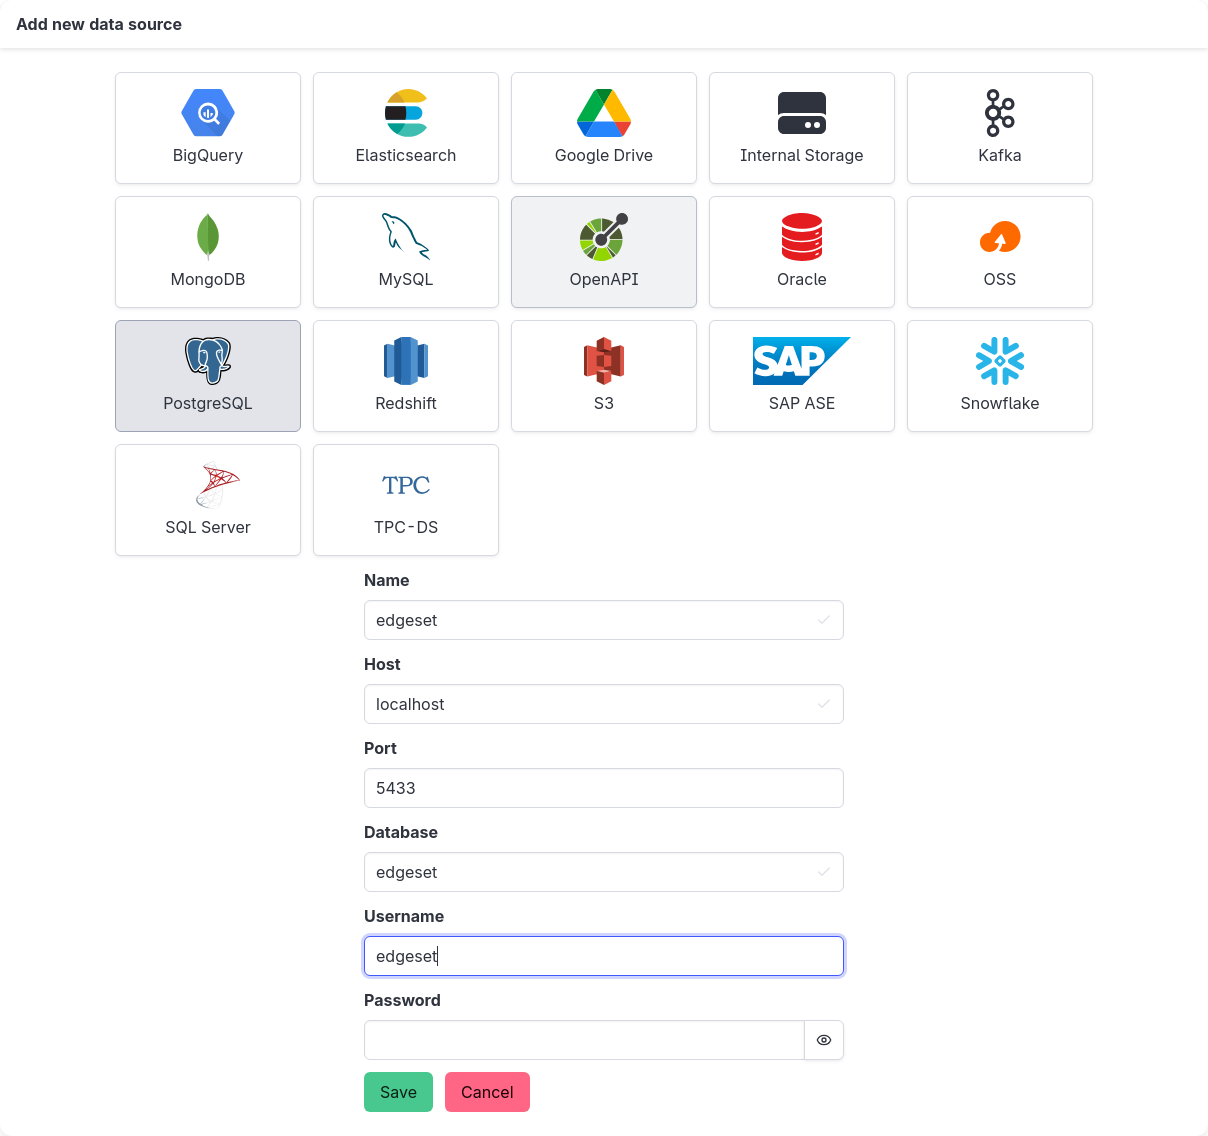 Add new data source
BigQuery Elasticsearch Google Drive Internal Storage Kafka
MongoDB MySQL OpenAPI Oracle OSS
SAP
PostgreSQL Redshift S3 SAP ASE Snowflake
TPC
SQL Server TPC-DS
Name
edgeset
Host
localhost
Port
5433
Database
edgeset
Username
edgeset
Password
Save Cancel